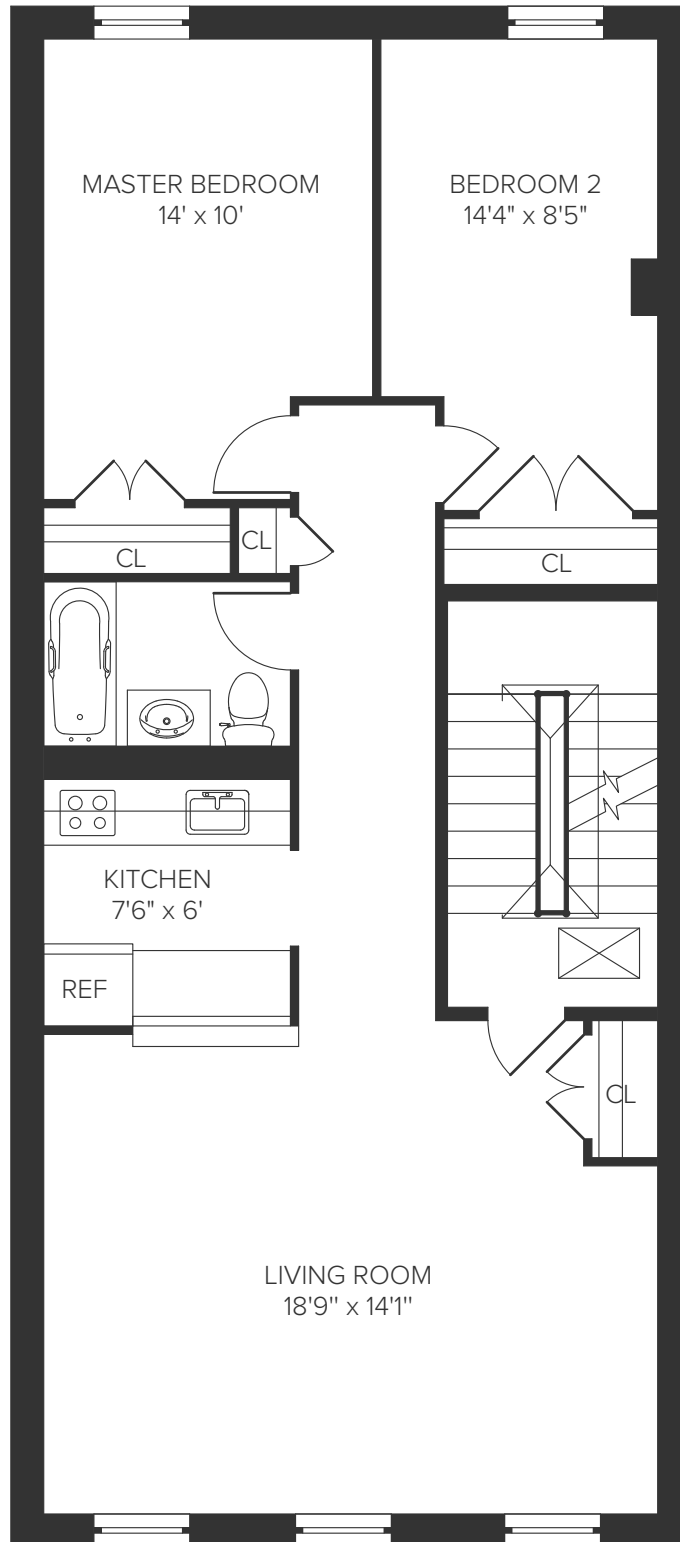 MASTER BEDROOM
14' x 10'
BEDROOM 2
14'4" x 8'5"
CL
CL
CL
KITCHEN
7'6" x 6'
REF
CL
LIVING ROOM
18'9" x 14'1"